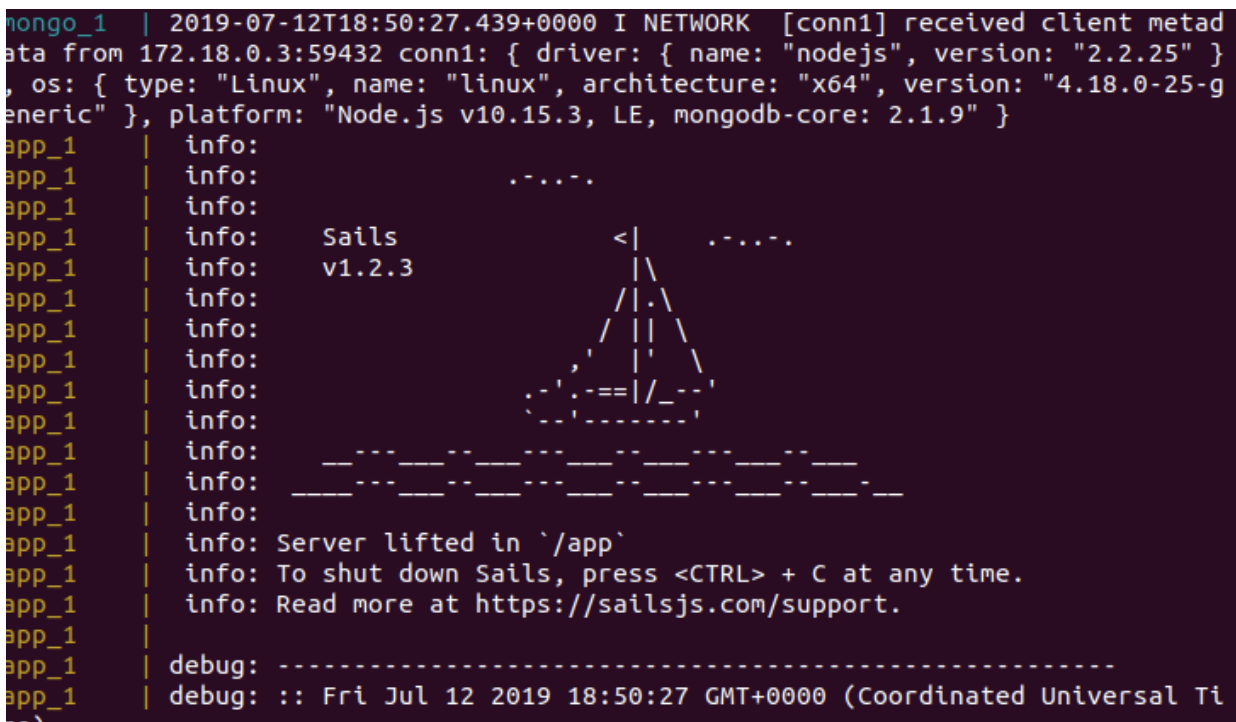 mongo_1  | 2019-07-12T18:50:27.439+0000 I NETWORK  [conn1] received client metad
ata from 172.18.0.3:59432 conn1: { driver: { name: "nodejs", version: "2.2.25" }
, os: { type: "Linux", name: "linux", architecture: "x64", version: "4.18.0-25-g
eneric" }, platform: "Node.js v10.15.3, LE, mongodb-core: 2.1.9" }
app_1    |  info:
app_1    |  info:                .-..-.
app_1    |  info:
app_1    |  info:    Sails              <|    .-..-.
app_1    |  info:    v1.2.3              |\
app_1    |  info:                       /|.\
app_1    |  info:                      / || \
app_1    |  info:                    ,'  |'  \
app_1    |  info:                 .-'.-==|/_--'
app_1    |  info:                 `--'-------'
app_1    |  info:    __---___--___---___--___---___--___
app_1    |  info:  ____---___--___---___--___---___--___-__
app_1    |  info:
app_1    |  info: Server lifted in `/app`
app_1    |  info: To shut down Sails, press <CTRL> + C at any time.
app_1    |  info: Read more at https://sailsjs.com/support.
app_1    |
app_1    | debug: -------------------------------------------------------
app_1    | debug: :: Fri Jul 12 2019 18:50:27 GMT+0000 (Coordinated Universal Ti